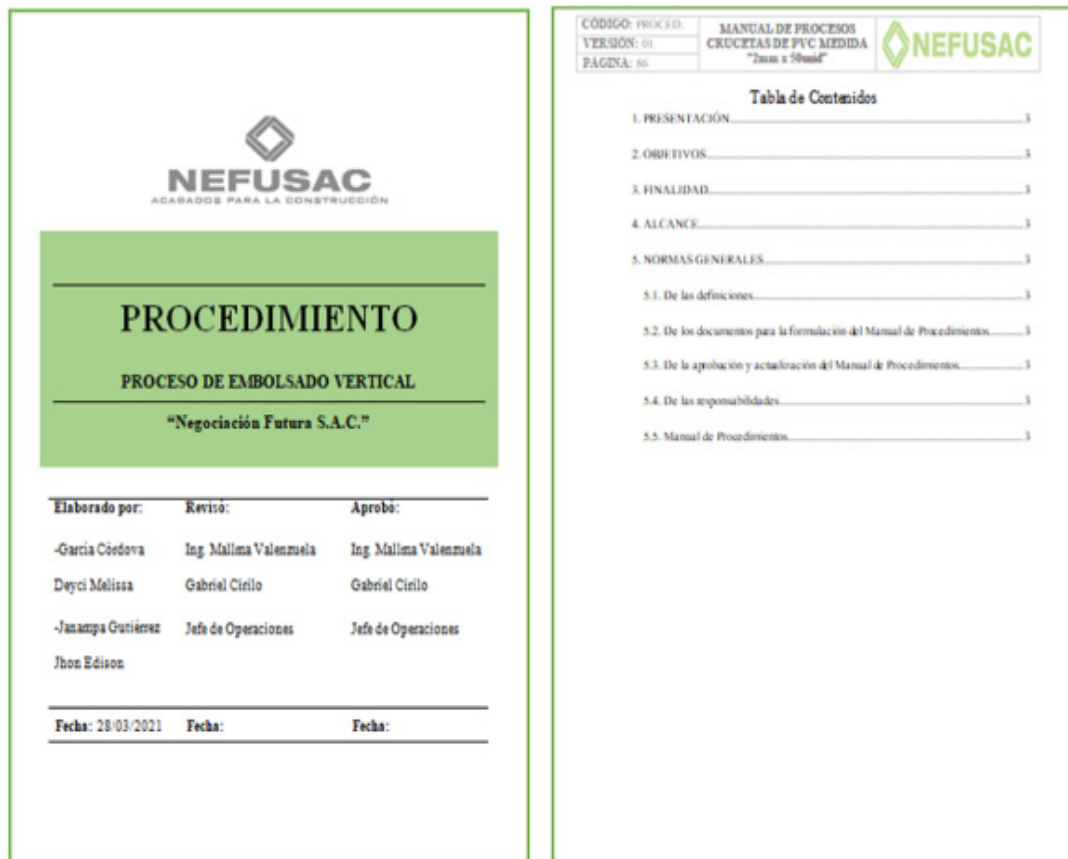 NEFUSAC
ACABADOS PARA LA CONSTRUCCIÓN
PROCEDIMIENTO
PROCESO DE EMBOLSADO VERTICAL
“Negociación Futura S.A.C.”
Elaborado por: Revisó: Aprobó:
-García Córdova Ing. Mallma Valenzuela Ing. Mallma Valenzuela
Deyci Melissa Gabriel Cirilo Gabriel Cirilo
-Janampa Gutiérrez Jefe de Operaciones Jefe de Operaciones
Jhon Edison
Fecha: 28/03/2021 Fecha: Fecha:
CÓDIGO: PROCED.
VERSIÓN: 01
PÁGINA: 86
MANUAL DE PROCESOS
CRUCETAS DE PVC MEDIDA
"2mm x 50unid"
NEFUSAC
Tabla de Contenidos
1. PRESENTACIÓN 3
2. OBJETIVOS 3
3. FINALIDAD 3
4. ALCANCE 3
5. NORMAS GENERALES 3
5.1. De las definiciones 3
5.2. De los documentos para la formulación del Manual de Procedimientos 3
5.3. De la aprobación y actualización del Manual de Procedimientos 3
5.4. De las responsabilidades 3
5.5. Manual de Procedimientos 3